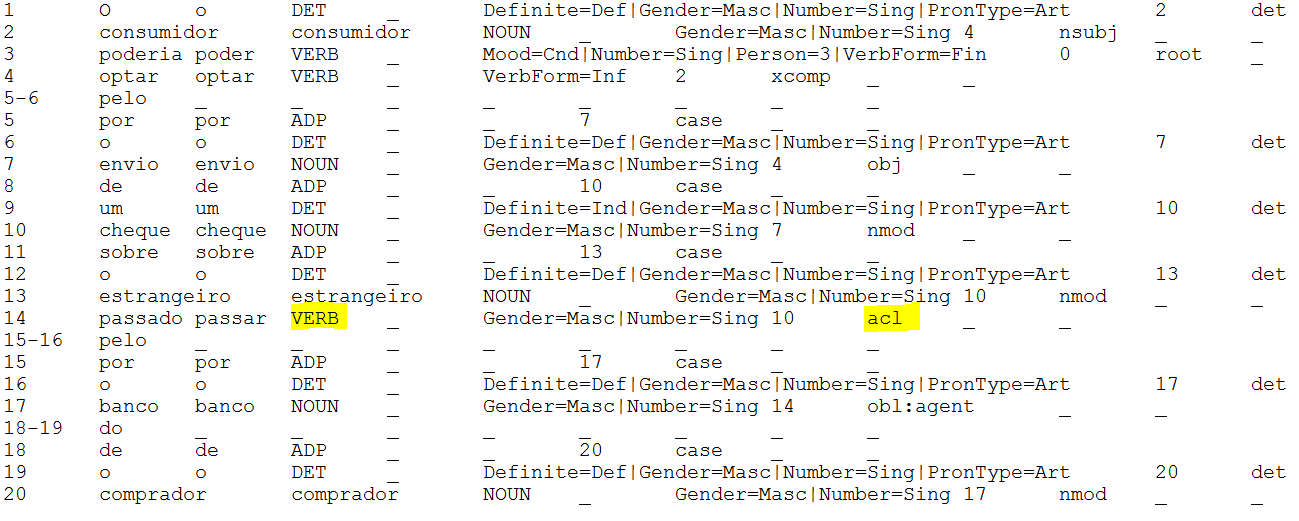 1 O o DET _ Definite=Def|Gender=Masc|Number=Sing|PronType=Art 2 det
2 consumidor consumidor NOUN _ Gender=Masc|Number=Sing 4 nsubj _ _
3 poderia poder VERB _ Mood=Cnd|Number=Sing|Person=3|VerbForm=Fin 0 root _
4 optar optar VERB _ VerbForm=Inf 2 xcomp _ _
5-6 pelo _ _ _ _ _ _ _ _
5 por por ADP _ _ 7 case _ _
6 o o DET _ Definite=Def|Gender=Masc|Number=Sing|PronType=Art 7 det
7 envio envio NOUN _ Gender=Masc|Number=Sing 4 obj _ _
8 de de ADP _ _ 10 case _ _
9 um um DET _ Definite=Ind|Gender=Masc|Number=Sing|PronType=Art 10 det
10 cheque cheque NOUN _ Gender=Masc|Number=Sing 7 nmod _ _
11 sobre sobre ADP _ _ 13 case _ _
12 o o DET _ Definite=Def|Gender=Masc|Number=Sing|PronType=Art 13 det
13 estrangeiro estrangeiro NOUN _ Gender=Masc|Number=Sing 10 nmod _ _
14 passado passar VERB _ Gender=Masc|Number=Sing 10 acl _ _
15-16 pelo _ _ _ _ _ _ _ _
15 por por ADP _ _ 17 case _ _
16 o o DET _ Definite=Def|Gender=Masc|Number=Sing|PronType=Art 17 det
17 banco banco NOUN _ Gender=Masc|Number=Sing 14 obl:agent _ _
18-19 do _ _ _ _ _ _ _ _
18 de de ADP _ _ 20 case _ _
19 o o DET _ Definite=Def|Gender=Masc|Number=Sing|PronType=Art 20 det
20 comprador comprador NOUN _ Gender=Masc|Number=Sing 17 nmod _ _